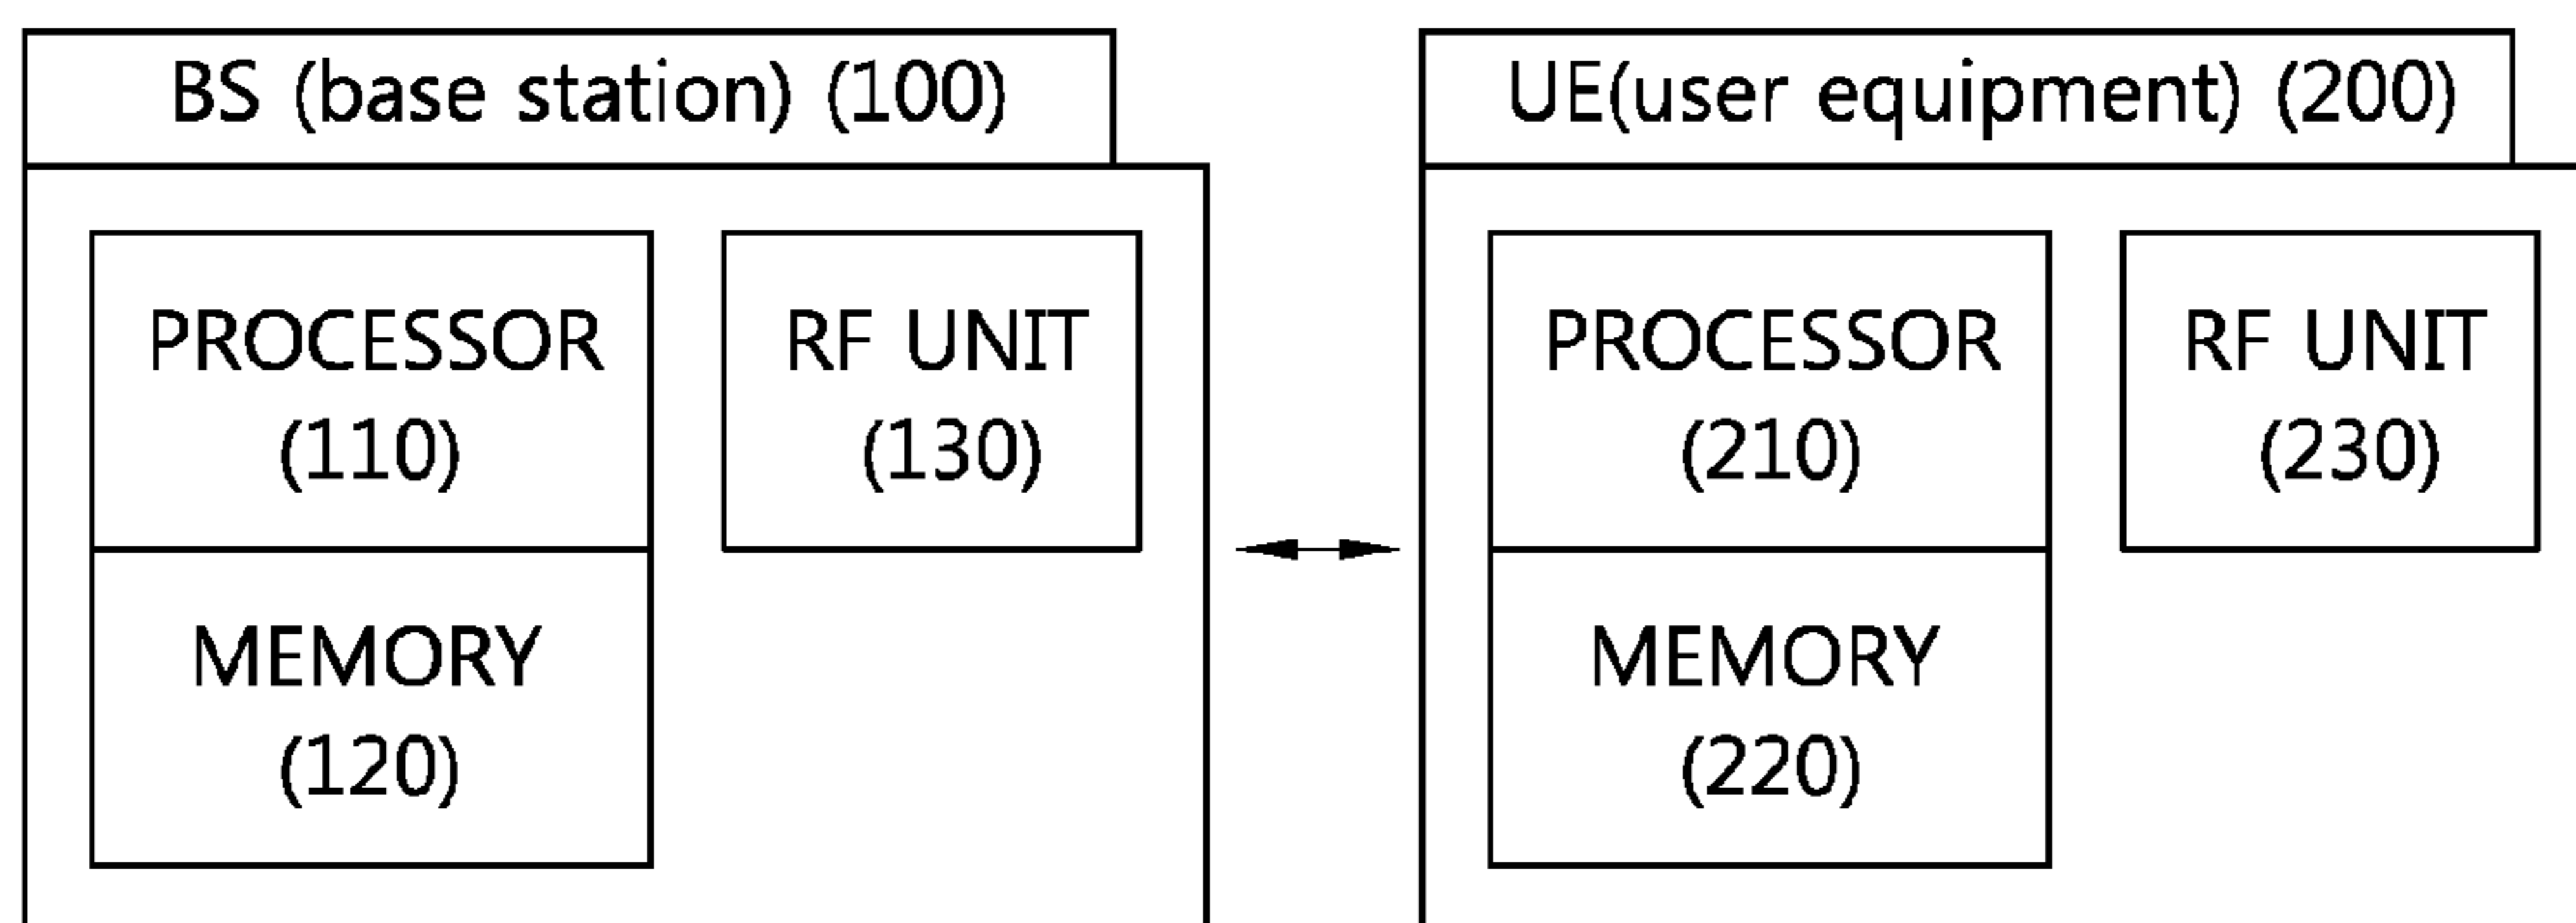 BS (base station) (100)
PROCESSOR
(110)
RF UNIT
(130)
MEMORY
(120)
UE(user equipment) (200)
PROCESSOR
(210)
RF UNIT
(230)
MEMORY
(220)